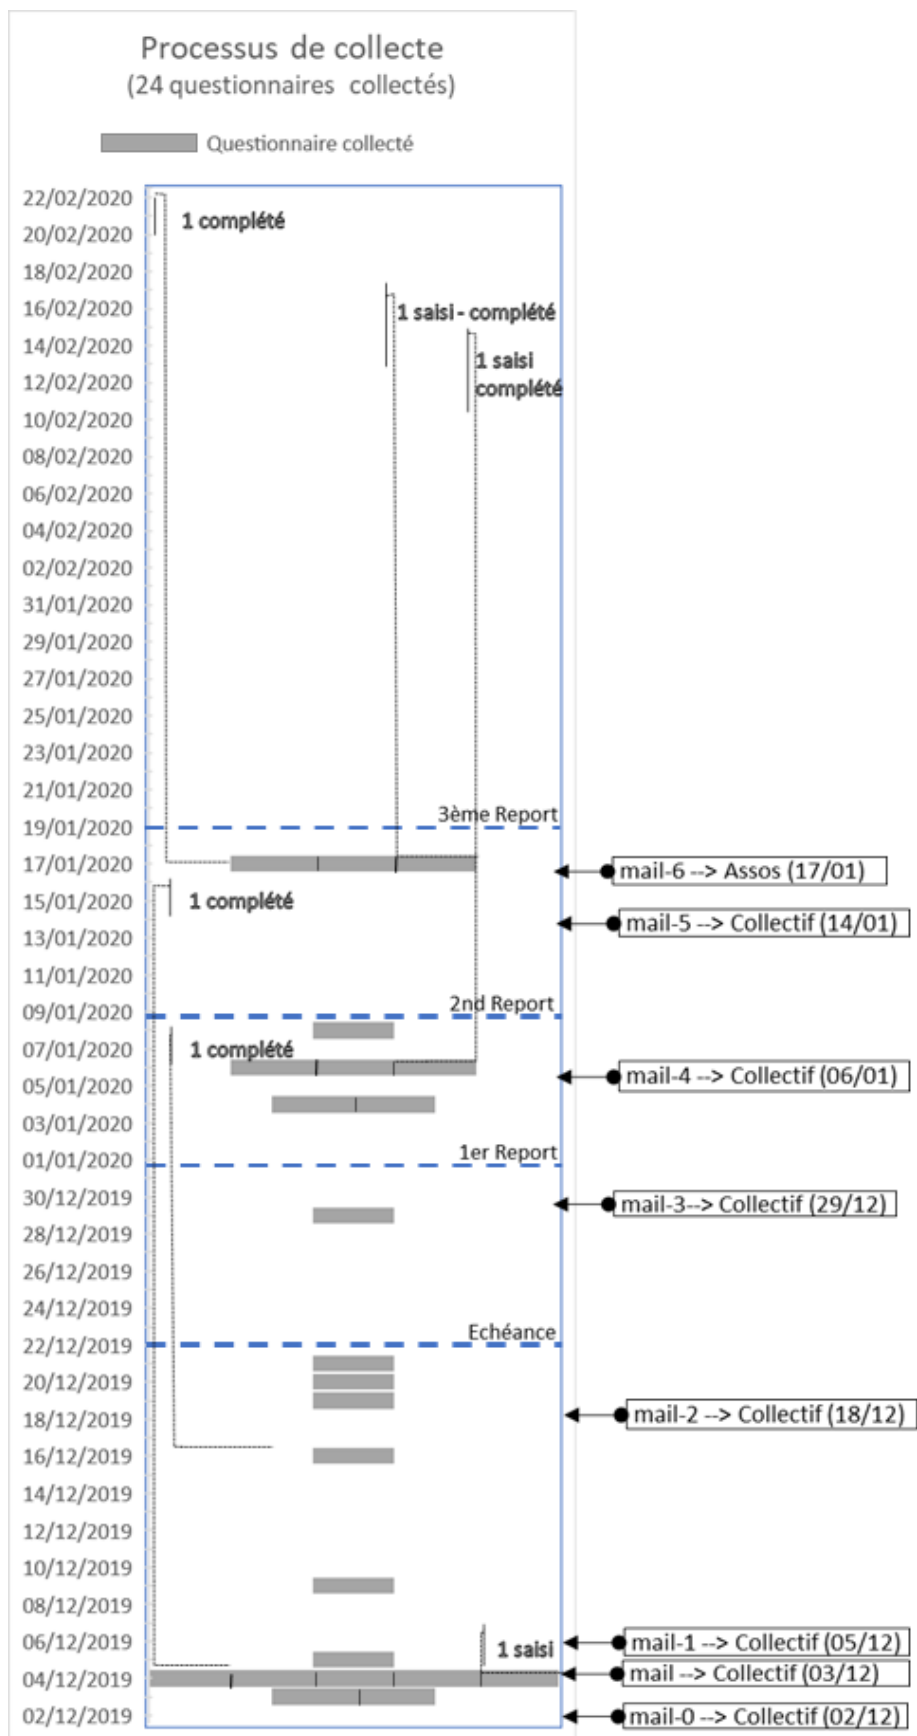 Processus de collecte
(24 questionnaires collectés)
Questionnaire collecté
22/02/2020
1 complété
20/02/2020
18/02/2020
16/02/2020
1 saisi - complété
14/02/2020
1 saisi
complété
12/02/2020
10/02/2020
08/02/2020
06/02/2020
04/02/2020
02/02/2020
31/01/2020
29/01/2020
27/01/2020
25/01/2020
23/01/2020
21/01/2020
3ème Report
19/01/2020
17/01/2020
mail-6 --> Assos (17/01)
15/01/2020
1 complété
mail-5 --> Collectif (14/01)
13/01/2020
11/01/2020
2nd Report
09/01/2020
07/01/2020
1 complété
05/01/2020
mail-4 --> Collectif (06/01)
03/01/2020
1er Report
01/01/2020
30/12/2019
mail-3--> Collectif (29/12)
28/12/2019
26/12/2019
24/12/2019
Echéance
22/12/2019
20/12/2019
18/12/2019
mail-2 --> Collectif (18/12)
16/12/2019
14/12/2019
12/12/2019
10/12/2019
08/12/2019
06/12/2019
1 saisi
mail-1 --> Collectif (05/12)
04/12/2019
mail --> Collectif (03/12)
02/12/2019
mail-0 --> Collectif (02/12)